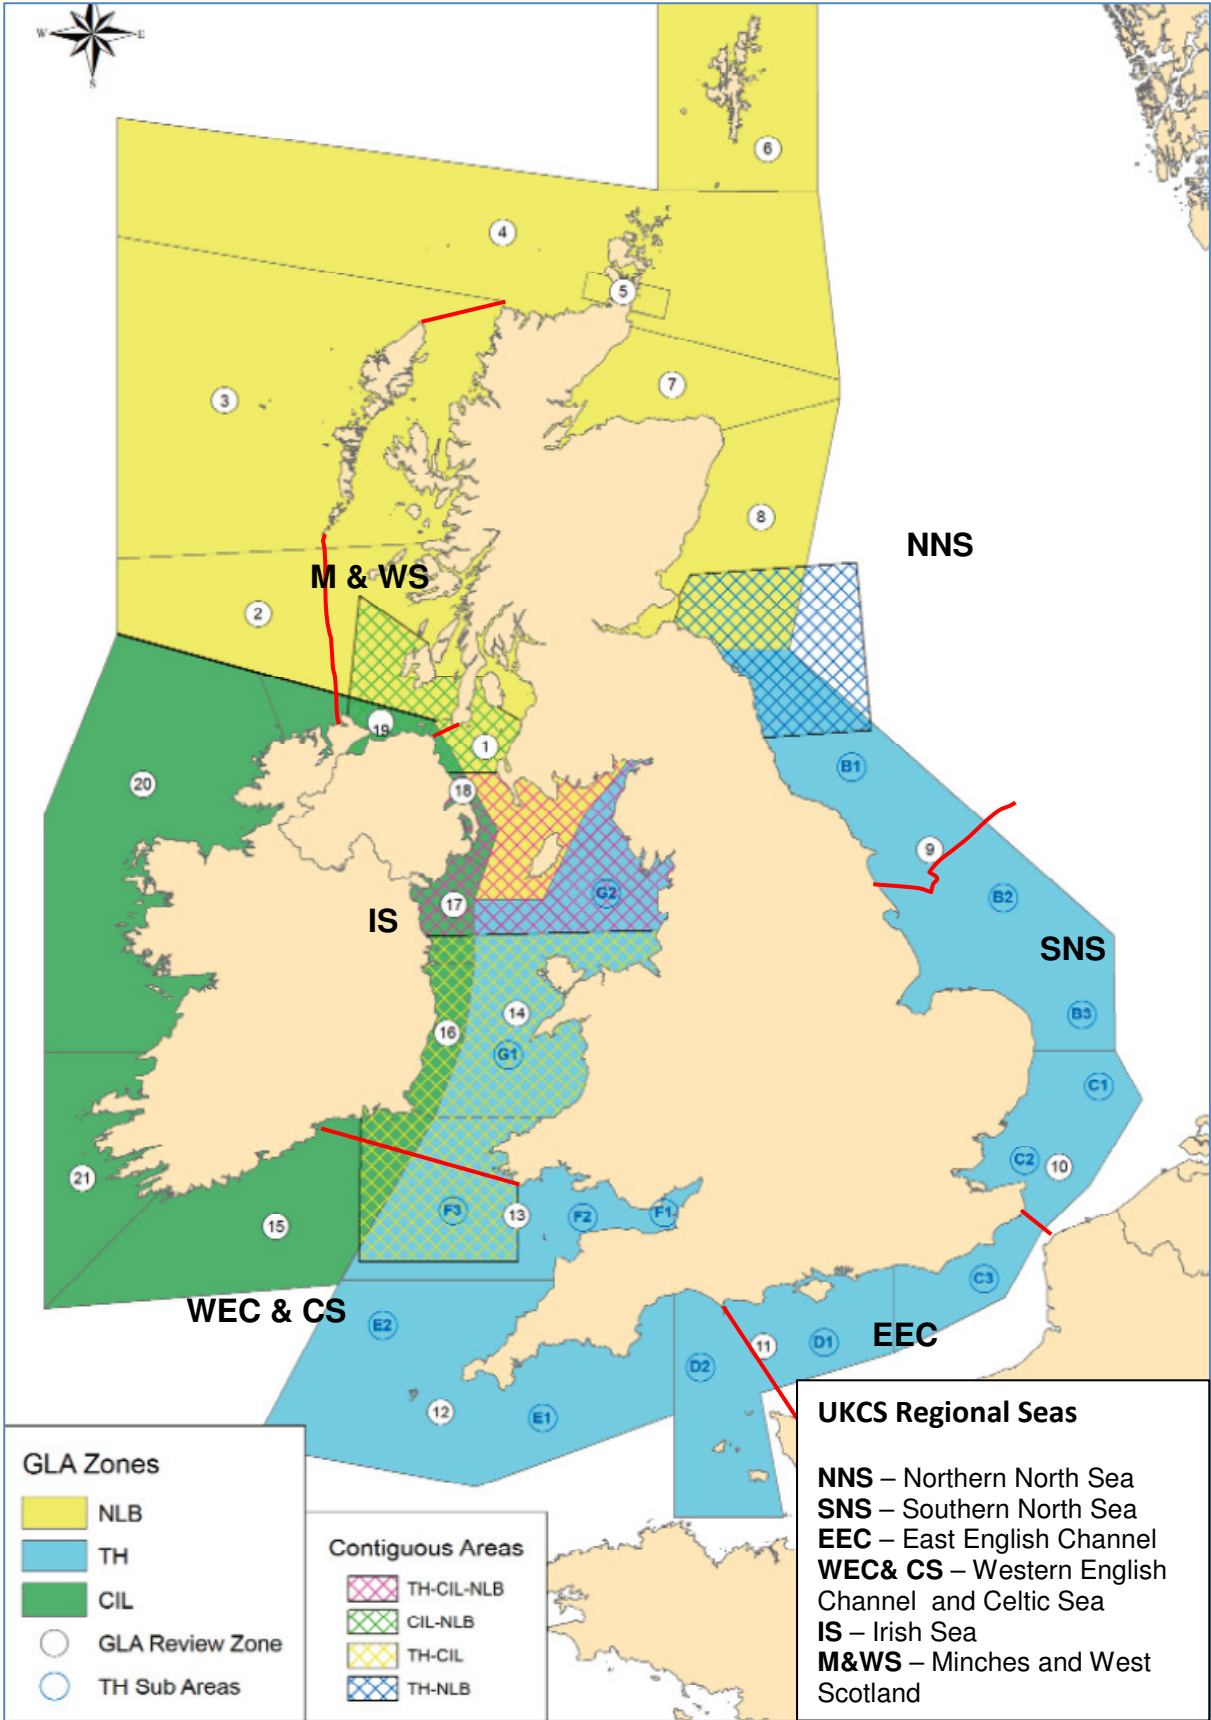 W
E
S
6
4
5
3
7
8
NNS
M & WS
2
19
1
20
18
B1
9
B2
G2
17
IS
SNS
14
B3
16
G1
C1
C2
10
21
F3
13
F2
F1
15
C3
WEC & CS
E2
EEC
11
D1
D2
12
E1
GLA Zones
NLB
TH
CIL
GLA Review Zone
TH Sub Areas
Contiguous Areas
TH-CIL-NLB
CIL-NLB
TH-CIL
TH-NLB
UKCS Regional Seas
NNS – Northern North Sea
SNS – Southern North Sea
EEC – East English Channel
WEC& CS – Western English
Channel and Celtic Sea
IS – Irish Sea
M&WS – Minches and West
Scotland